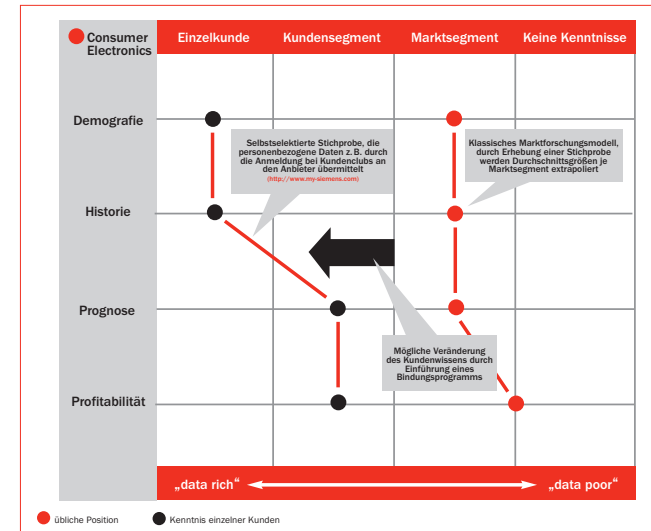 Consumer
Electronics
Einzelkunde
Kundensegment
Marktsegment
Keine Kenntnisse
Demografie
Selbstselektierte Stichprobe, die
personenbezogene Daten z. B. durch
die Anmeldung bei Kundenclubs an
den Anbieter übermittelt
(http://www.my-siemens.com)
Klassisches Marktforschungsmodell,
durch Erhebung einer Stichprobe
werden Durchschnittsgrößen je
Marktsegment extrapoliert
Historie
Prognose
Mögliche Veränderung
des Kundenwissens durch
Einführung eines
Bindungsprogramms
Profitabilität
„data rich“
„data poor“
übliche Position
Kenntnis einzelner Kunden